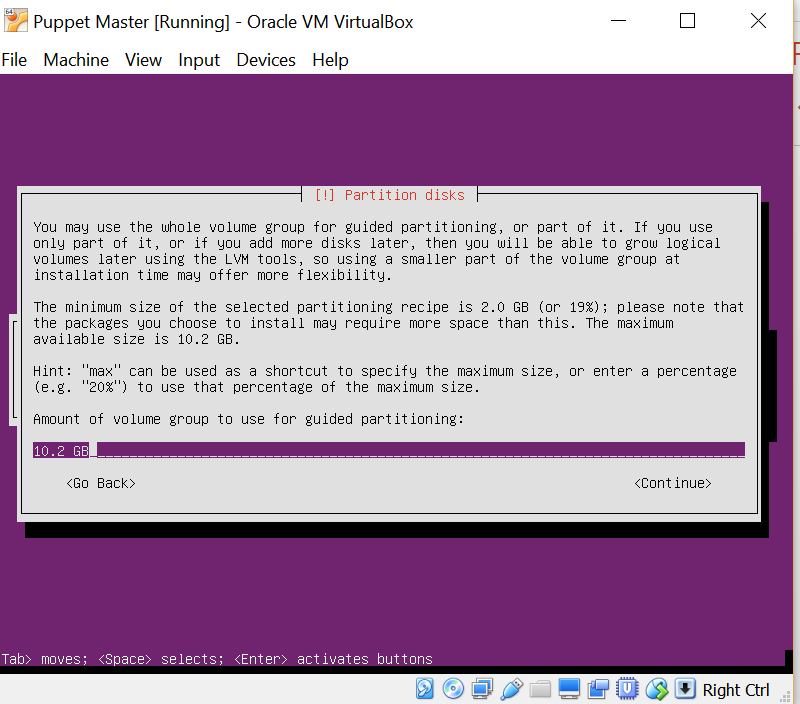 64
Puppet Master [Running] - Oracle VM VirtualBox
File Machine View Input Devices Help
[!] Partition disks
You may use the whole volume group for guided partitioning, or part of it. If you use
only part of it, or if you add more disks later, then you will be able to grow logical
volumes later using the LVM tools, so using a smaller part of the volume group at
installation time may offer more flexibility.
The minimum size of the selected partitioning recipe is 2.0 GB (or 19%); please note that
the packages you choose to install may require more space than this. The maximum
available size is 10.2 GB.
Hint: "max" can be used as a shortcut to specify the maximum size, or enter a percentage
(e.g. "20%") to use that percentage of the maximum size.
Amount of volume group to use for guided partitioning:
10.2 GB
<Go Back> <Continue>
Tab> moves; <Space> selects; <Enter> activates buttons
Right Ctrl